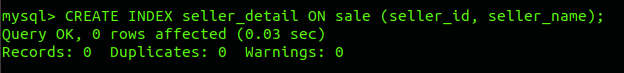 mysql> CREATE INDEX seller_detail ON sale (seller_id, seller_name);
Query OK, 0 rows affected (0.03 sec)
Records: 0  Duplicates: 0  Warnings: 0